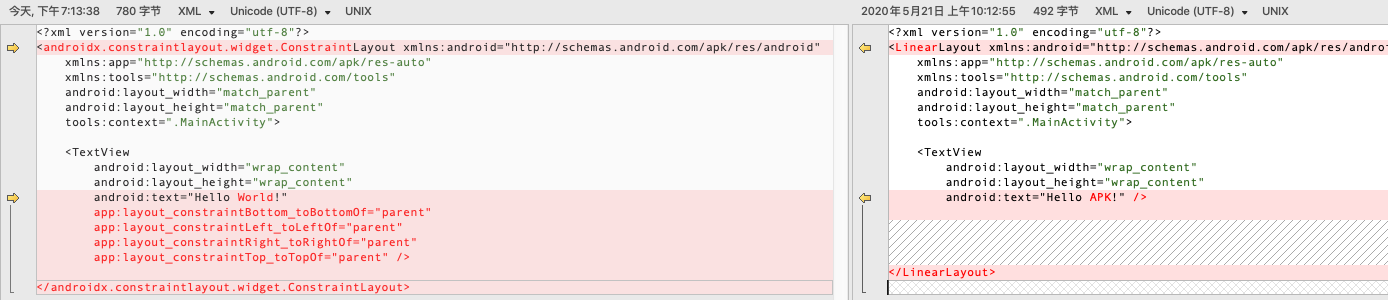 今天, 下午7:13:38 780 字节 XML Unicode (UTF-8) UNIX
<?xml version="1.0" encoding="utf-8"?>
<androidx.constraintlayout.widget.ConstraintLayout xmlns:android="http://schemas.android.com/apk/res/android"
xmlns:app="http://schemas.android.com/apk/res-auto"
xmlns:tools="http://schemas.android.com/tools"
android:layout_width="match_parent"
android:layout_height="match_parent"
tools:context=".MainActivity">
<TextView
android:layout_width="wrap_content"
android:layout_height="wrap_content"
android:text="Hello World!"
app:layout_constraintBottom_toBottomOf="parent"
app:layout_constraintLeft_toLeftOf="parent"
app:layout_constraintRight_toRightOf="parent"
app:layout_constraintTop_toTopOf="parent" />
</androidx.constraintlayout.widget.ConstraintLayout>
2020年5月21日 上午10:12:55 492 字节 XML Unicode (UTF-8) UNIX
<?xml version="1.0" encoding="utf-8"?>
<LinearLayout xmlns:android="http://schemas.android.com/apk/res/andro
xmlns:app="http://schemas.android.com/apk/res-auto"
xmlns:tools="http://schemas.android.com/tools"
android:layout_width="match_parent"
android:layout_height="match_parent"
tools:context=".MainActivity">
<TextView
android:layout_width="wrap_content"
android:layout_height="wrap_content"
android:text="Hello APK!" />
</LinearLayout>